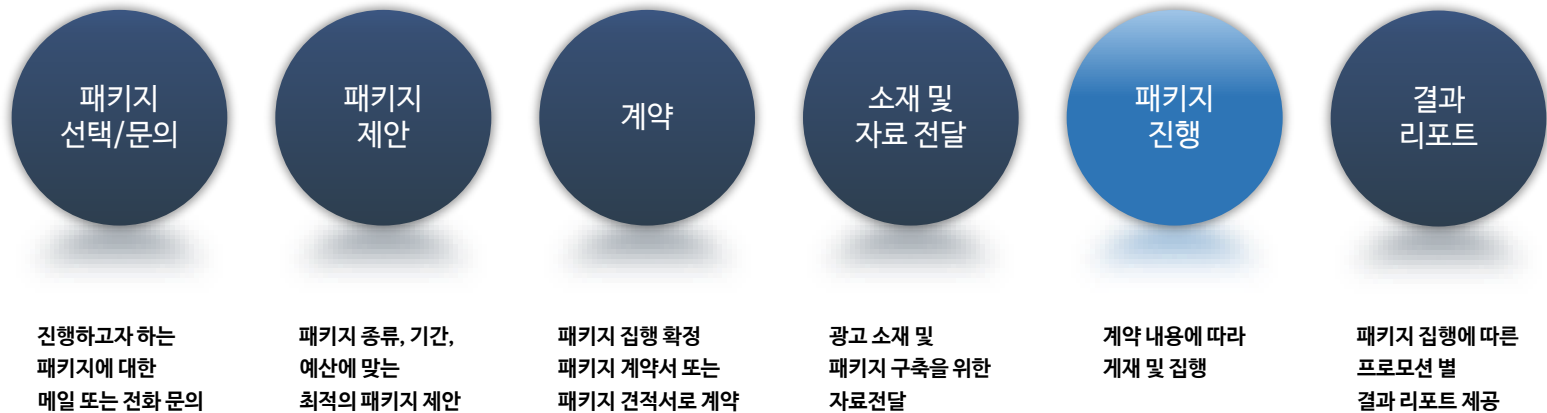 패키지
선택/문의
패키지
제안
계약
소재 및
자료 전달
패키지
진행
결과
리포트
진행하고자 하는
패키지에 대한
메일 또는 전화 문의
패키지 종류, 기간,
예산에 맞는
최적의 패키지 제안
패키지 집행 확정
패키지 계약서 또는
패키지 견적서로 계약
광고 소재 및
패키지 구축을 위한
자료전달
계약 내용에 따라
게재 및 집행
패키지 집행에 따른
프로모션 별
결과 리포트 제공